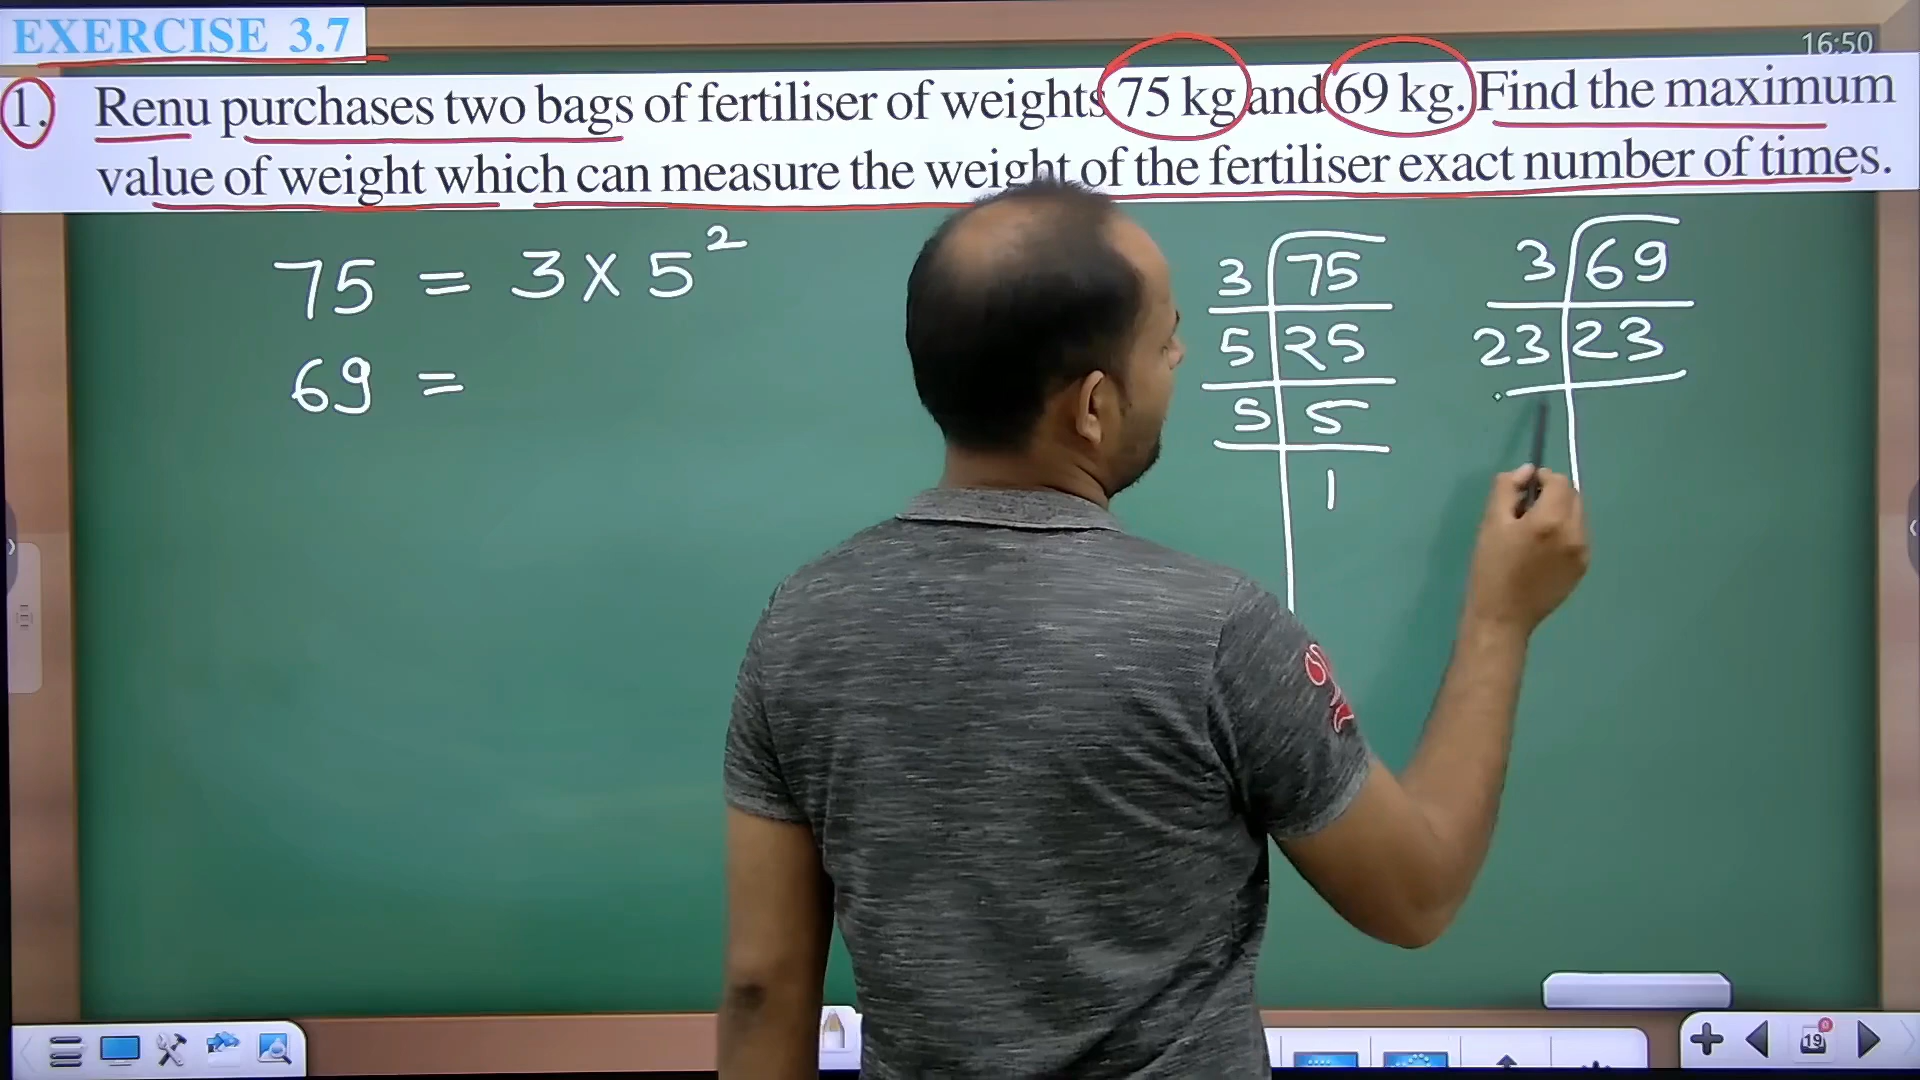 EXERCISE 3.7
16:50
1. Renu purchases two bags of fertiliser of weights 75 kg and 69 kg. Find the maximum
value of weight which can measure the weight of the fertiliser exact number of times.
75 = 3 × 5²
69 =
3 75
5 25
5 5
1
3 69
23 23
19
0